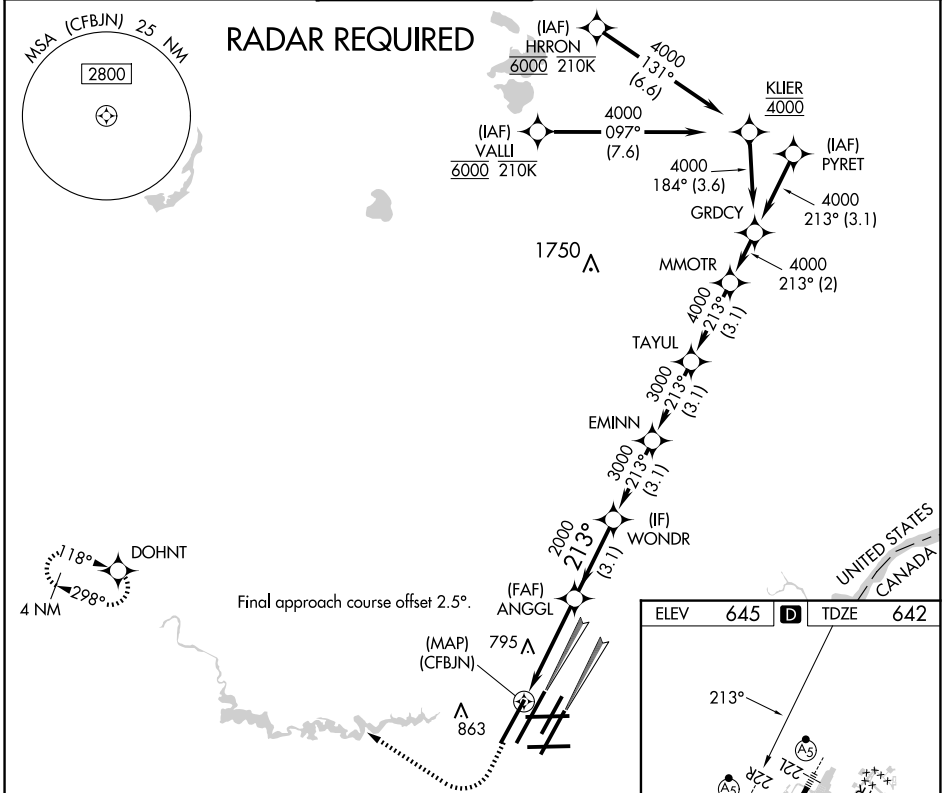 MSA (CFBJN) 25 NM
2800
RADAR REQUIRED
(IAF)
HRRON
6000 210K
4000
131°
(6.6)
KLIER
4000
(IAF)
VALLI
6000 210K
4000
097°
(7.6)
(IAF)
PYRET
4000
184° (3.6)
4000
213° (3.1)
GRDCY
1750
MMOTR
4000
213° (2)
4000
213°
(3.1)
TAYUL
3000
213°
(3.1)
EMINN
3000
213°
(3.1)
(IF)
WONDR
2000
213°
(3.1)
UNITED STATES
CANADA
118°
DOHNT
298°
4 NM
Final approach course offset 2.5°.
(FAF)
ANGGL
(MAP)
(CFBJN)
795
863
ELEV 645 D TDZE 642
213°
A5
22R
22L
A5